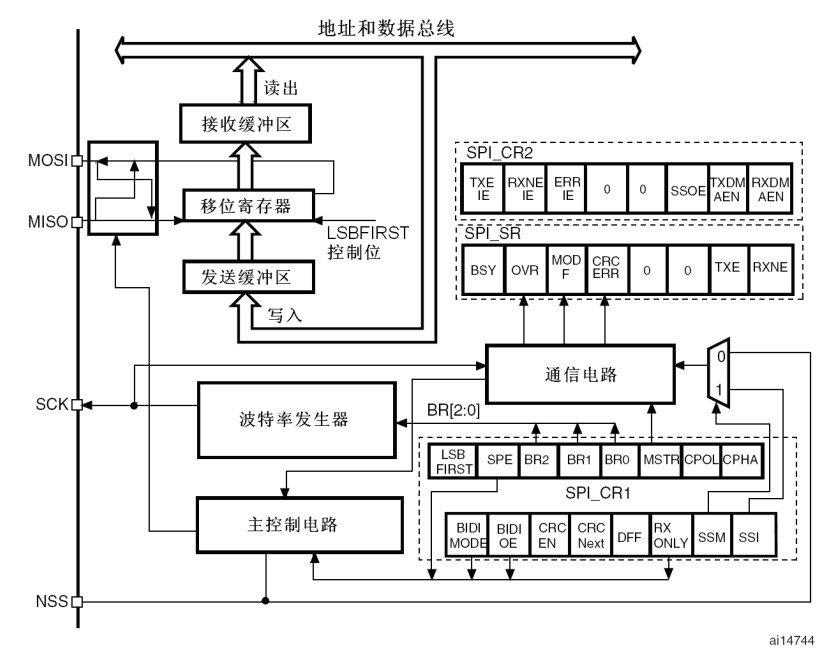 地址和数据总线
读出
接收缓冲区
MOSI
SPI_CR2
TXE
IE
RXNE
IE
ERR
IE
0
0
SSOE
TXDM
AEN
RXDM
AEN
移位寄存器
MISO
LSBFIRST
控制位
SPI_SR
BSY
OVR
MOD
F
CRC
ERR
0
0
TXE
RXNE
发送缓冲区
写入
通信电路
0
1
SCK
波特率发生器
BR[2:0]
LSB
FIRST
SPE
BR2
BR1
BR0
MSTR
CPOL
CPHA
SPI_CR1
主控制电路
BIDI
MODE
BIDI
OE
CRC
EN
CRC
Next
DFF
RX
ONLY
SSM
SSI
NSS
ai14744